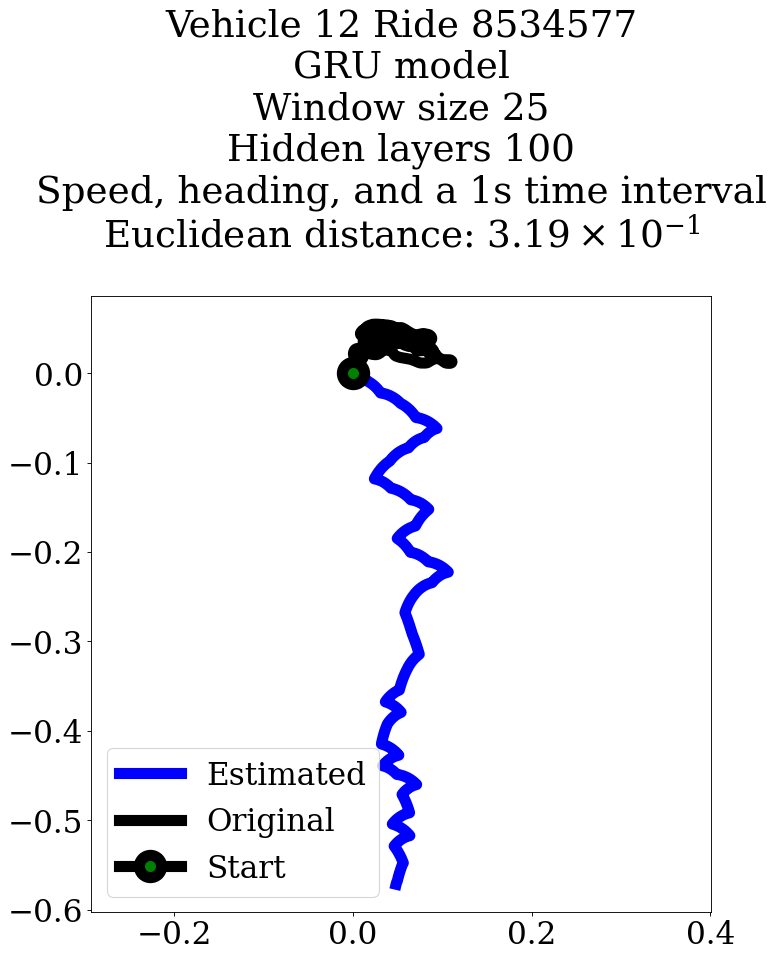 Vehicle 12 Ride 8534577
GRU model
Window size 25
Hidden layers 100
Speed, heading, and a 1s time interval
Euclidean distance: 3.19 × 10⁻¹
0.0
−0.1
−0.2
−0.3
−0.4
−0.5
−0.6
Estimated
Original
Start
−0.2 0.0 0.2 0.4